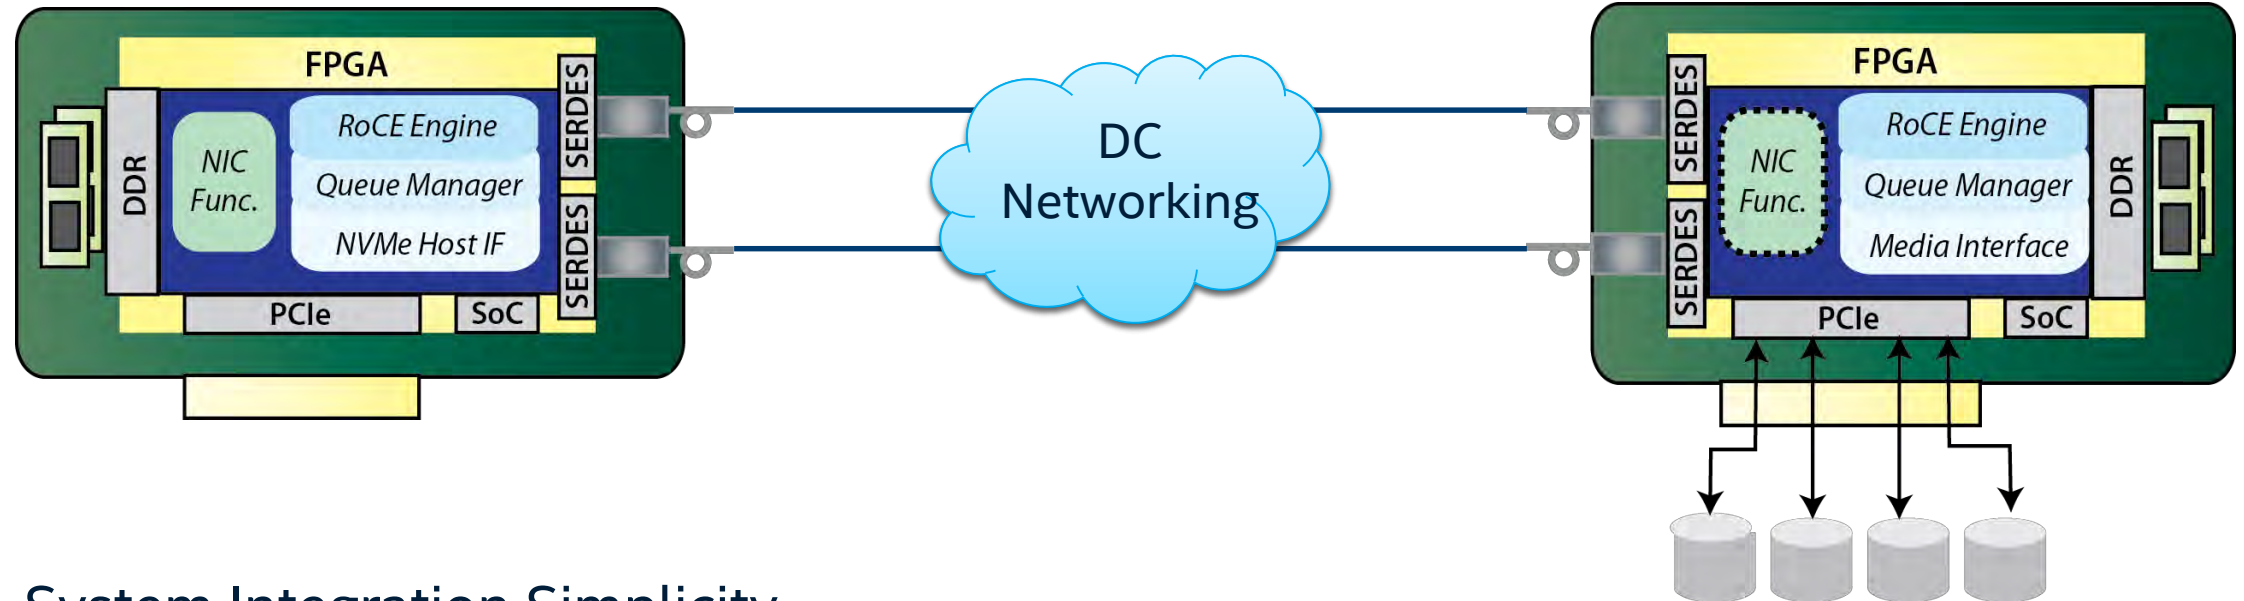 FPGA
DDR
NIC
Func.
RoCE Engine
Queue Manager
NVMe Host IF
SERDES
SERDES
PCIe
SoC
DC
Networking
FPGA
SERDES
SERDES
NIC
Func.
RoCE Engine
Queue Manager
Media Interface
DDR
PCIe
SoC
System Integration Simplicity